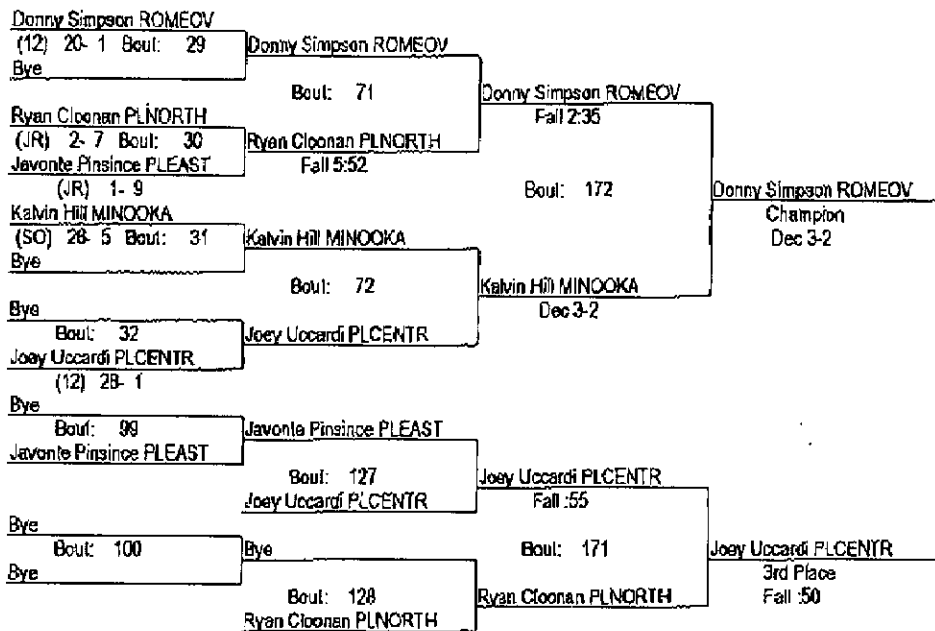 Donny Simpson ROMEOV
(12) 20- 1 Bout: 29
Bye
Donny Simpson ROMEOV
Bout: 71
Ryan Cloonan PLNORTH
(JR) 2- 7 Bout: 30
Javonte Pinsince PLEAST
(JR) 1- 9
Ryan Cloonan PLNORTH
Fall 5:52
Donny Simpson ROMEOV
Fall 2:35
Bout: 172
Kalvin Hill MINOOKA
(SO) 26- 5 Bout: 31
Bye
Kalvin Hill MINOOKA
Bout: 72
Bye
Bout: 32
Joey Uccardi PLCENTR
(12) 28- 1
Joey Uccardi PLCENTR
Kalvin Hill MINOOKA
Dec 3-2
Donny Simpson ROMEOV
Champion
Dec 3-2
Bye
Bout: 99
Javonte Pinsince PLEAST
Javonte Pinsince PLEAST
Bout: 127
Joey Uccardi PLCENTR
Joey Uccardi PLCENTR
Fall :55
Bout: 171
Bye
Bout: 100
Bye
Bye
Bout: 128
Ryan Cloonan PLNORTH
Ryan Cloonan PLNORTH
Joey Uccardi PLCENTR
3rd Place
Fall :50